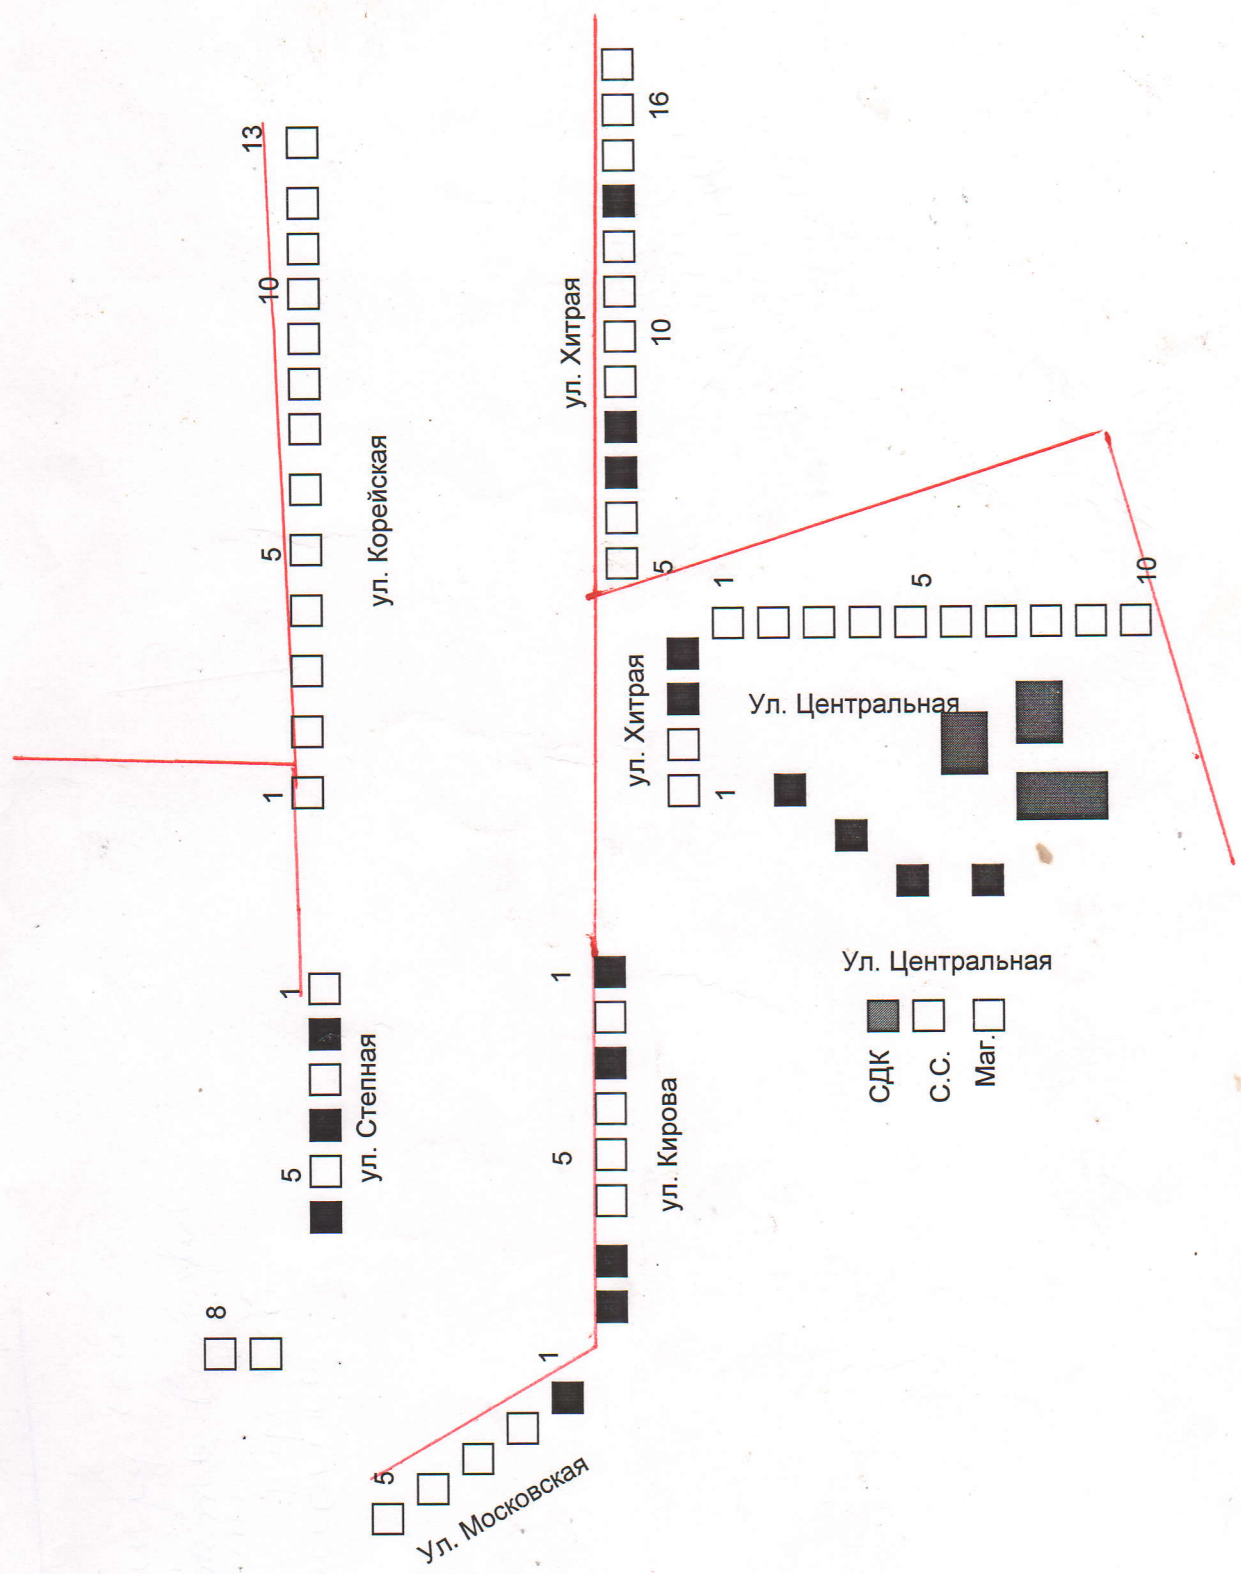 13
10
5
1
ул. Корейская
16
10
5
ул. Хитрая
ул. Хитрая
1
1
5
10
Ул. Центральная
Ул. Центральная
СДК
С.С.
Маг.
1
5
ул. Степная
8
1
5
ул. Кирова
1
5
Ул. Московская